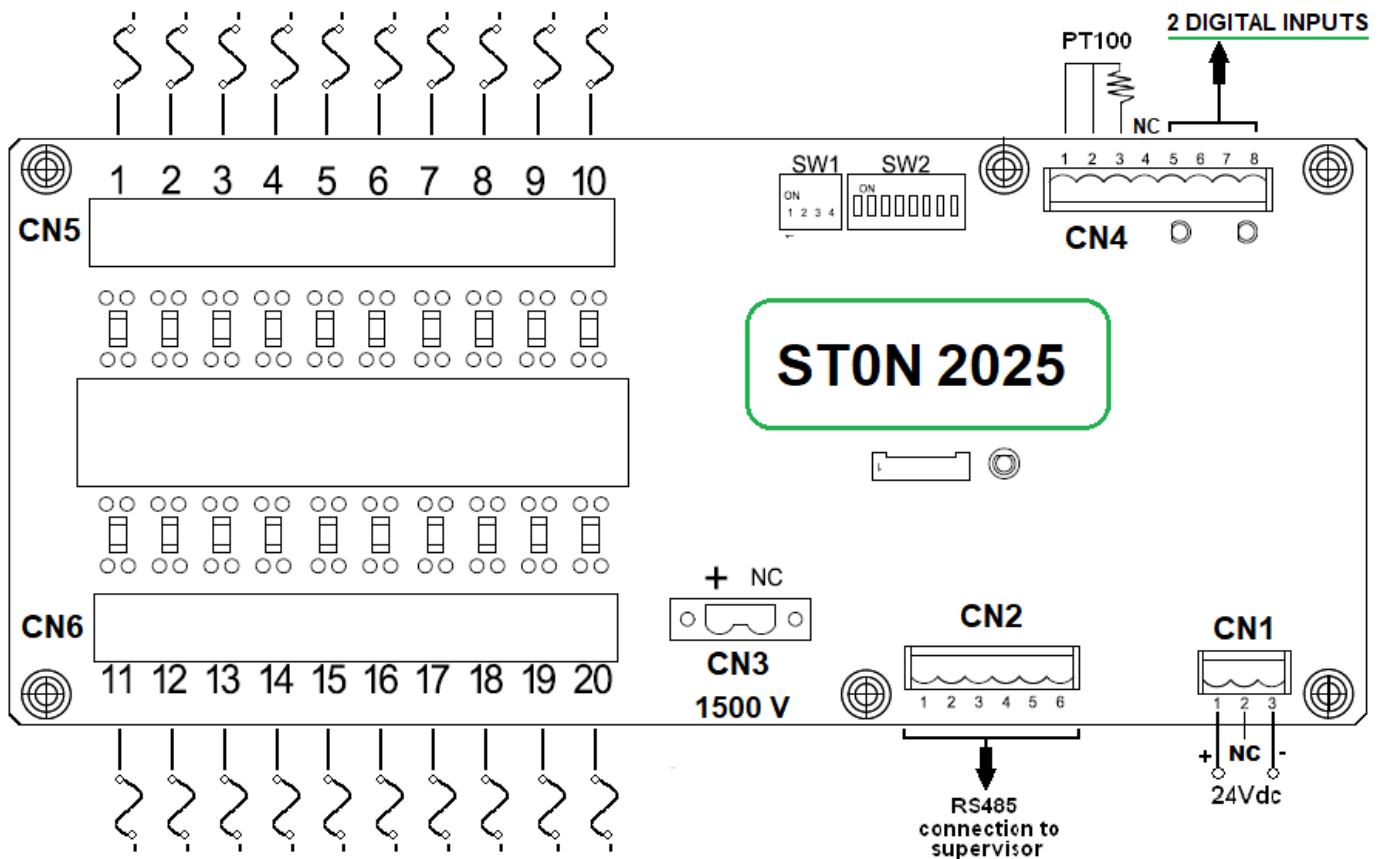 2 DIGITAL INPUTS
PT100
NC
1 2 3 4 5 6 7 8 9 10
CN5
SW1 SW2
ON
1 2 3 4
ON
1 2 3 4 5 6 7 8
CN4
ST0N 2025
1
+ NC
CN3
1500 V
CN6
11 12 13 14 15 16 17 18 19 20
CN2
1 2 3 4 5 6
CN1
1 2 3
+ NC -
24Vdc
RS485
connection to
supervisor